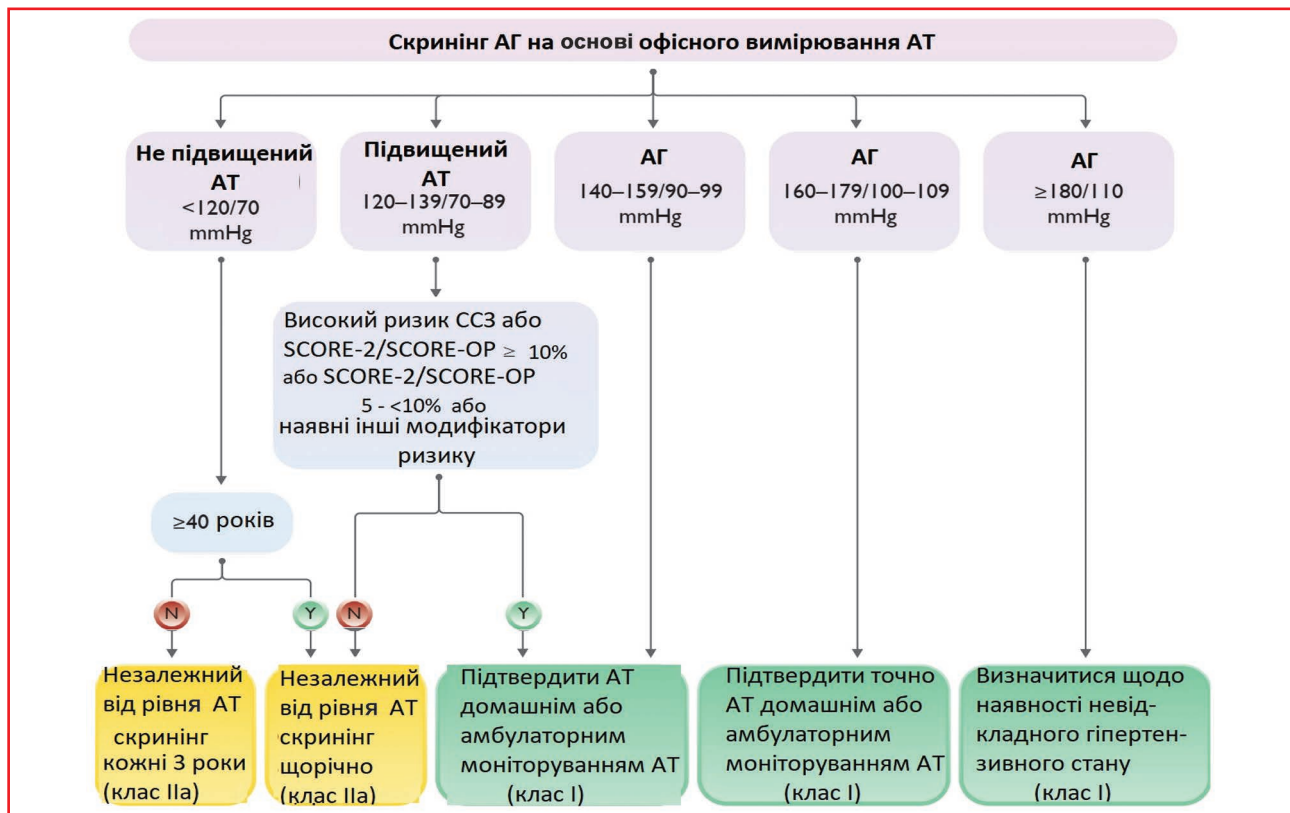 Скринінг АГ на основі офісного вимірювання АТ
Не підвищений
АТ
<120/70
mmHg
Підвищений
АТ
120–139/70–89
mmHg
АГ
140–159/90–99
mmHg
АГ
160–179/100–109
mmHg
АГ
≥180/110
mmHg
Високий ризик ССЗ або
SCORE-2/SCORE-OP ≥ 10%
або SCORE-2/SCORE-OP
5 - <10% або
наявні інші модифікатори
ризику
≥40 років
N
Y
N
Y
Незалежний
від рівня АТ
скринінг
кожні 3 роки
(клас IIa)
Незалежний
від рівня АТ
скринінг
щорічно
(клас IIa)
Підтвердити АТ
домашнім або
амбулаторним
моніторуванням АТ
(клас I)
Підтвердити точно
АТ домашнім або
амбулаторним
моніторуванням АТ
(клас I)
Визначитися щодо
наявності невід-
кладного гіпертен-
зивного стану
(клас I)